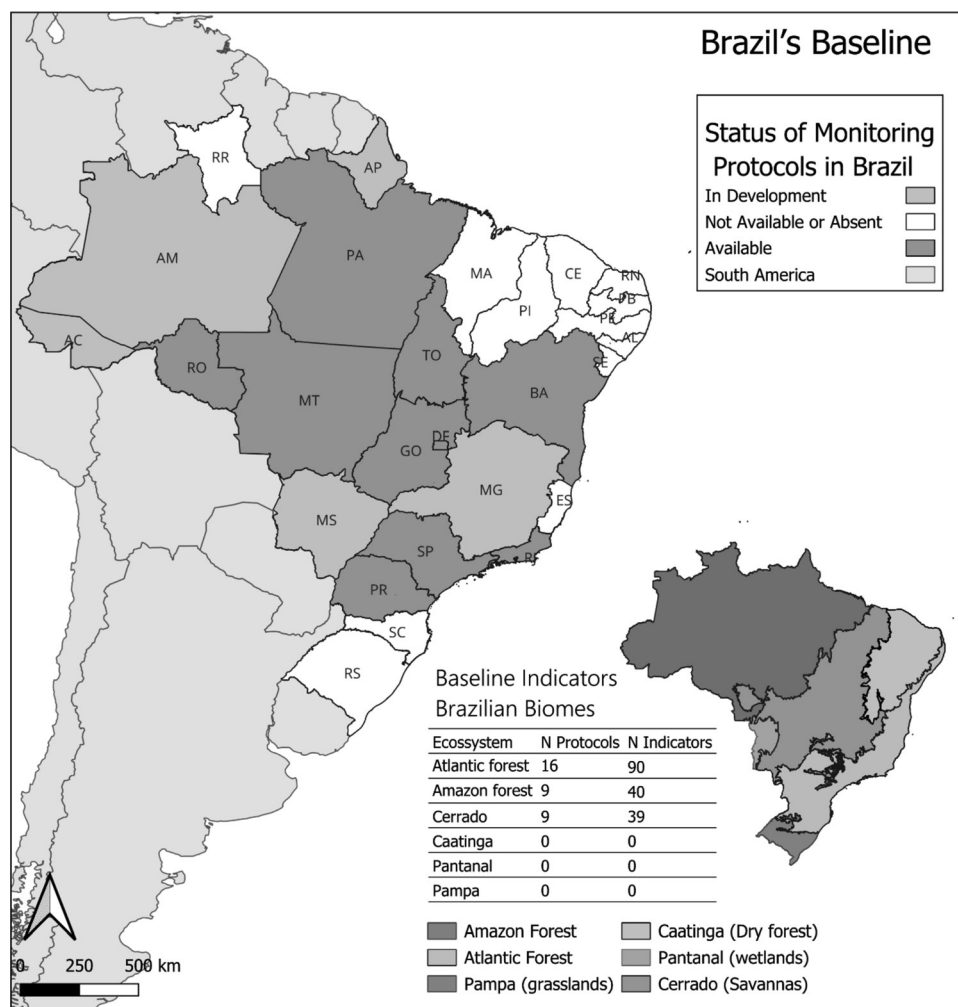 Brazil's Baseline
Status of Monitoring
Protocols in Brazil
In Development
Not Available or Absent
Available
South America
RR
AP
AM
PA
MA
CE
RN
PB
PI
PE
AL
AC
SE
TO
RO
BA
MT
DF
GO
MG
ES
MS
SP
RJ
PR
SC
RS
Baseline Indicators
Brazilian Biomes
Ecossystem N Protocols N Indicators
Atlantic forest 16 90
Amazon forest 9 40
Cerrado 9 39
Caatinga 0 0
Pantanal 0 0
Pampa 0 0
Amazon Forest Caatinga (Dry forest)
Atlantic Forest Pantanal (wetlands)
Pampa (grasslands) Cerrado (Savannas)
0 250 500 km